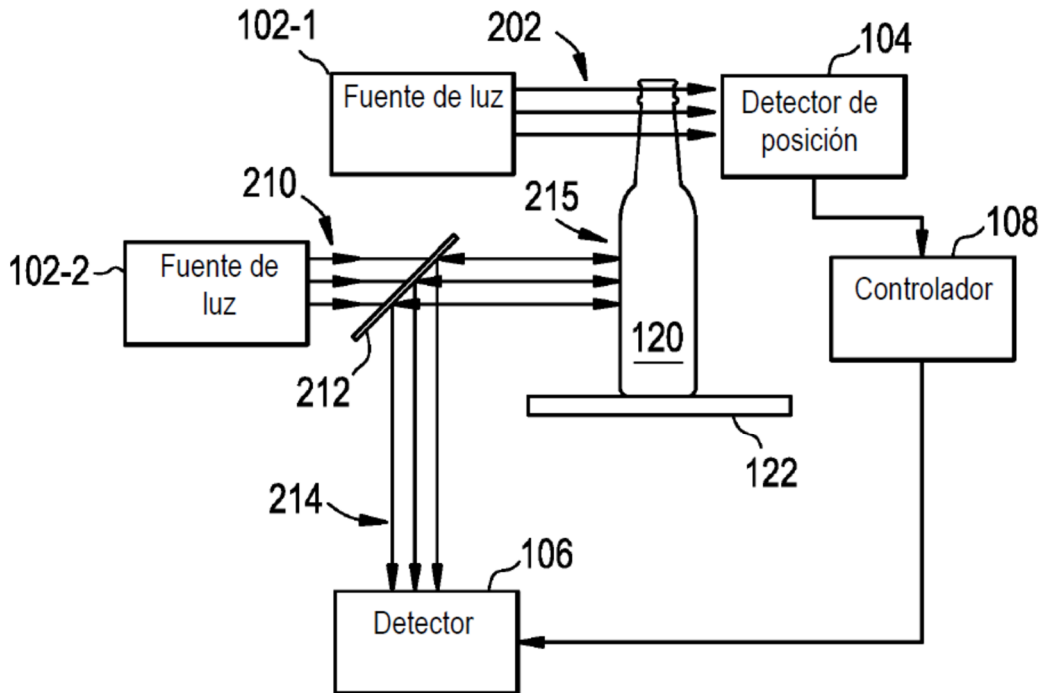 102-1
202
104
Fuente de luz
Detector de
posición
210
215
108
102-2
Fuente de
luz
Controlador
120
212
122
214
106
Detector